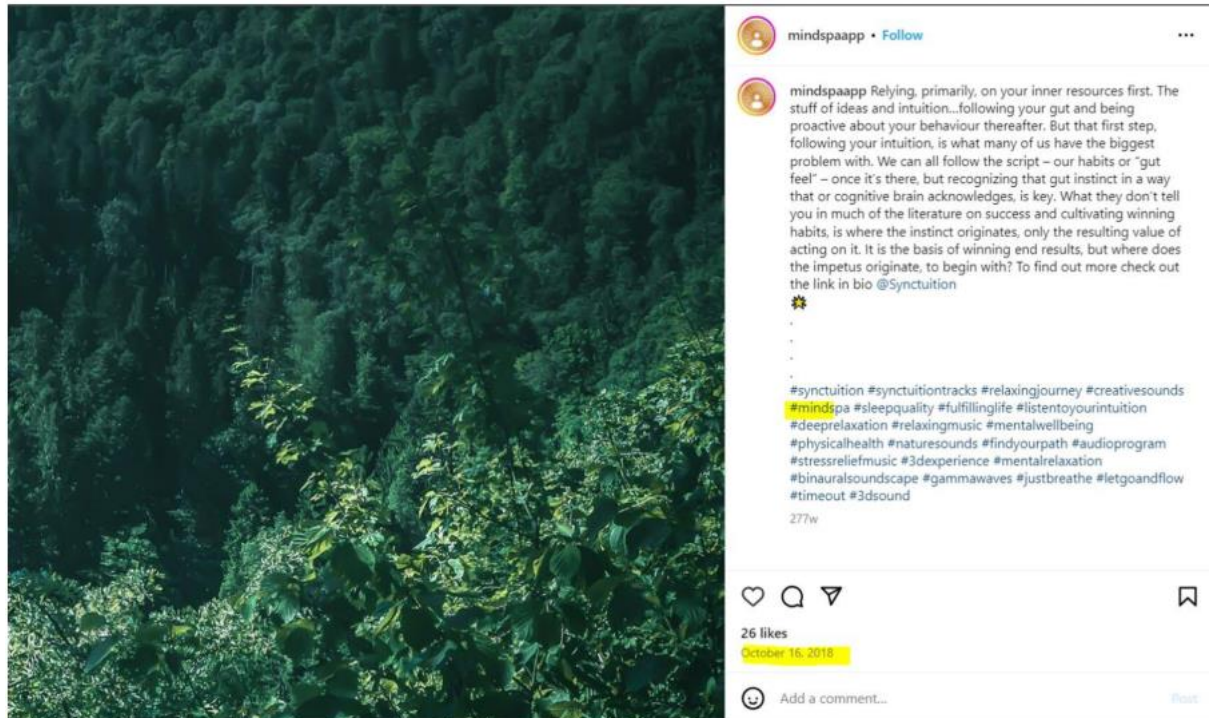 mindspaapp • Follow
mindspaapp Relying, primarily, on your inner resources first. The
stuff of ideas and intuition...following your gut and being
proactive about your behaviour thereafter. But that first step,
following your intuition, is what many of us have the biggest
problem with. We can all follow the script – our habits or "gut
feel" – once it's there, but recognizing that gut instinct in a way
that or cognitive brain acknowledges, is key. What they don't tell
you in much of the literature on success and cultivating winning
habits, is where the instinct originates, only the resulting value of
acting on it. It is the basis of winning end results, but where does
the impetus originate, to begin with? To find out more check out
the link in bio @Synctuition
.
.
.
.
#synctuition #synctuitiontracks #relaxingjourney #creativesounds
#mindspa #sleepquality #fulfillinglife #listentoyourintuition
#deeprelaxation #relaxingmusic #mentalwellbeing
#physicalhealth #naturesounds #findyourpath #audioprogram
#stressreliefmusic #3dexperience #mentalrelaxation
#binauralsoundscape #gammawaves #justbreathe #letgoandflow
#timeout #3dsound
277w
26 likes
October 16, 2018
Add a comment... Post